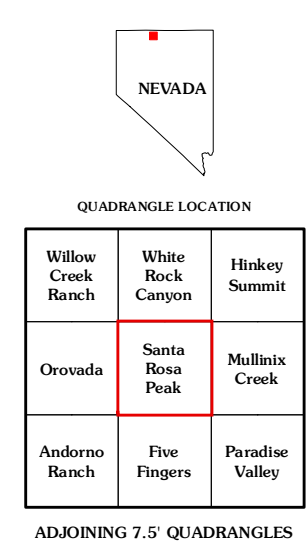 NEVADA
QUADRANGLE LOCATION
Willow
Creek
Ranch
White
Rock
Canyon
Hinkey
Summit
Orovada
Santa
Rosa
Peak
Mullinix
Creek
Andorno
Ranch
Five
Fingers
Paradise
Valley
ADJOINING 7.5' QUADRANGLES